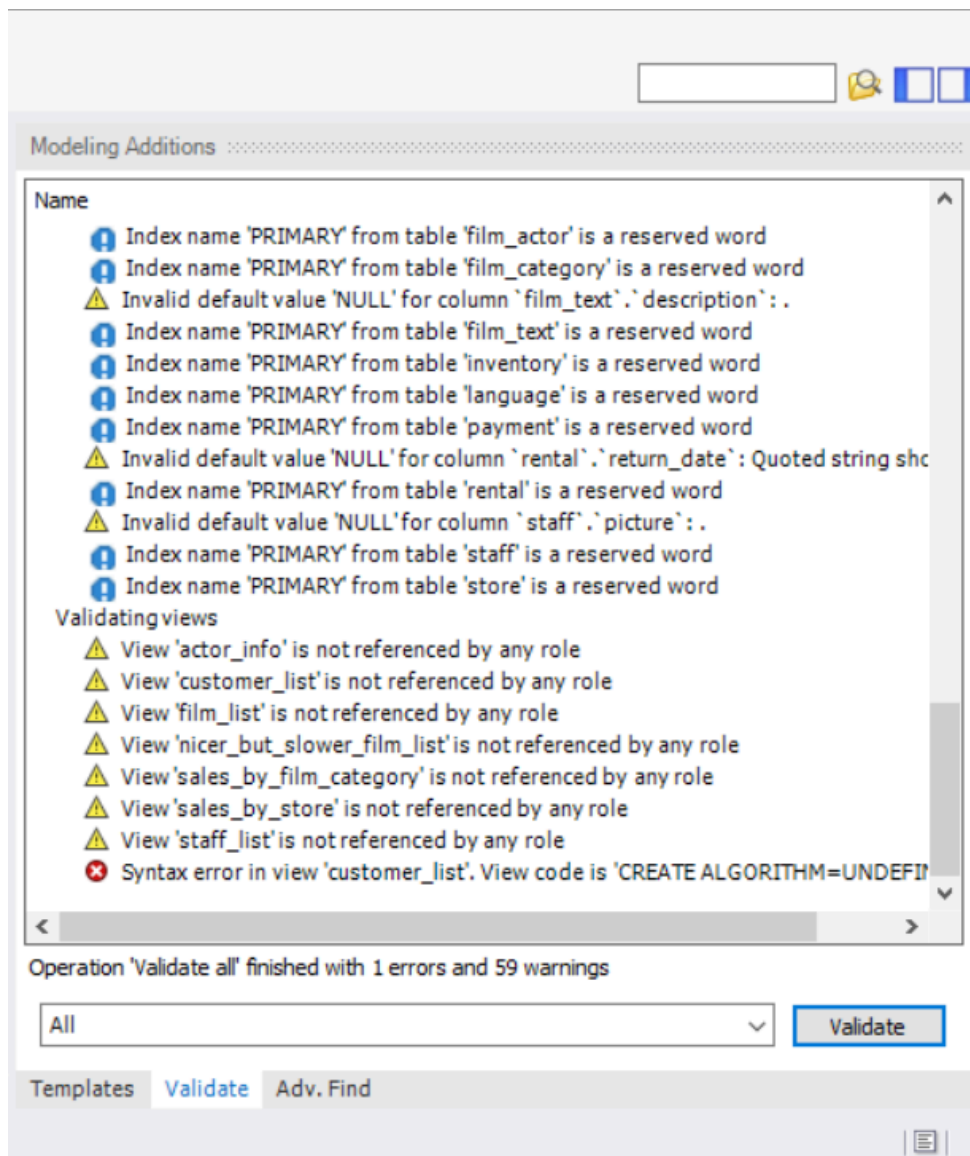 Modeling Additions
Name
Index name 'PRIMARY' from table 'film_actor' is a reserved word
Index name 'PRIMARY' from table 'film_category' is a reserved word
Invalid default value 'NULL' for column `film_text`.`description`: .
Index name 'PRIMARY' from table 'film_text' is a reserved word
Index name 'PRIMARY' from table 'inventory' is a reserved word
Index name 'PRIMARY' from table 'language' is a reserved word
Index name 'PRIMARY' from table 'payment' is a reserved word
Invalid default value 'NULL' for column `rental`.`return_date`: Quoted string sho
Index name 'PRIMARY' from table 'rental' is a reserved word
Invalid default value 'NULL' for column `staff`.`picture`: .
Index name 'PRIMARY' from table 'staff' is a reserved word
Index name 'PRIMARY' from table 'store' is a reserved word
Validating views
View 'actor_info' is not referenced by any role
View 'customer_list' is not referenced by any role
View 'film_list' is not referenced by any role
View 'nicer_but_slower_film_list' is not referenced by any role
View 'sales_by_film_category' is not referenced by any role
View 'sales_by_store' is not referenced by any role
View 'staff_list' is not referenced by any role
Syntax error in view 'customer_list'. View code is 'CREATE ALGORITHM=UNDEFIN
Operation 'Validate all' finished with 1 errors and 59 warnings
All
Validate
Templates Validate Adv. Find